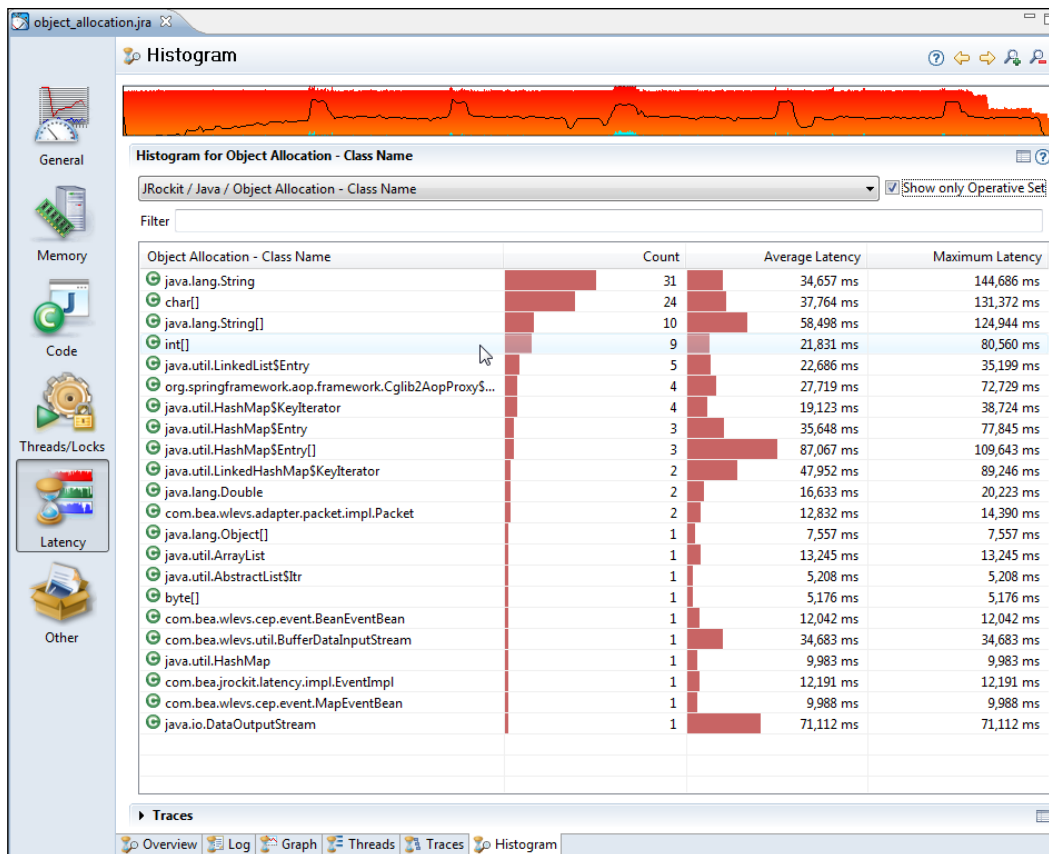 object_allocation.jra
Histogram
General
Memory
Code
Threads/Locks
Latency
Other
Histogram for Object Allocation - Class Name
JRockit / Java / Object Allocation - Class Name Show only Operative Set
Filter
Object Allocation - Class Name Count Average Latency Maximum Latency
java.lang.String 31 34,657 ms 144,686 ms
char[] 24 37,764 ms 131,372 ms
java.lang.String[] 10 58,498 ms 124,944 ms
int[] 9 21,831 ms 80,560 ms
java.util.LinkedList$Entry 5 22,686 ms 35,199 ms
org.springframework.aop.framework.Cglib2AopProxy$... 4 27,719 ms 72,729 ms
java.util.HashMap$KeyIterator 4 19,123 ms 38,724 ms
java.util.HashMap$Entry 3 35,648 ms 77,845 ms
java.util.HashMap$Entry[] 3 87,067 ms 109,643 ms
java.util.LinkedHashMap$KeyIterator 2 47,952 ms 89,246 ms
java.lang.Double 2 16,633 ms 20,223 ms
com.bea.wlevs.adapter.packet.impl.Packet 2 12,832 ms 14,390 ms
java.lang.Object[] 1 7,557 ms 7,557 ms
java.util.ArrayList 1 13,245 ms 13,245 ms
java.util.AbstractList$Itr 1 5,208 ms 5,208 ms
byte[] 1 5,176 ms 5,176 ms
com.bea.wlevs.cep.event.BeanEventBean 1 12,042 ms 12,042 ms
com.bea.wlevs.util.BufferDataInputStream 1 34,683 ms 34,683 ms
java.util.HashMap 1 9,983 ms 9,983 ms
com.bea.jrockit.latency.impl.EventImpl 1 12,191 ms 12,191 ms
com.bea.wlevs.cep.event.MapEventBean 1 9,988 ms 9,988 ms
java.io.DataOutputStream 1 71,112 ms 71,112 ms
Traces
Overview Log Graph Threads Traces Histogram